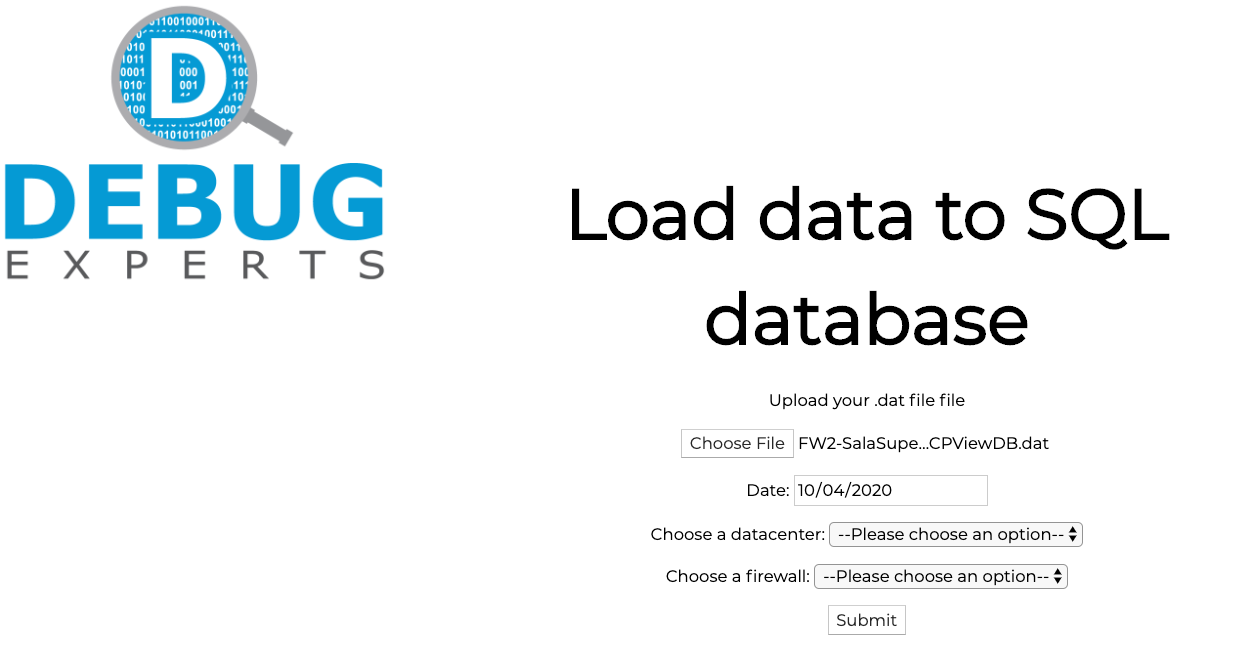 D
DEBUG
EXPERTS
Load data to SQL
database
Upload your .dat file file
Choose File FW2-SalaSupe...CPViewDB.dat
Date: 10/04/2020
Choose a datacenter: --Please choose an option--
Choose a firewall: --Please choose an option--
Submit